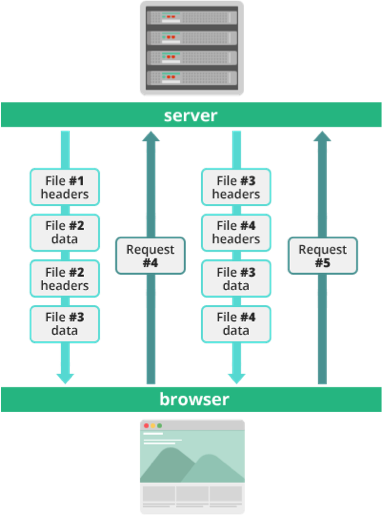 server
File #1
headers
File #2
data
File #2
headers
File #3
data
Request
#4
File #3
headers
File #4
headers
File #3
data
File #4
data
Request
#5
browser